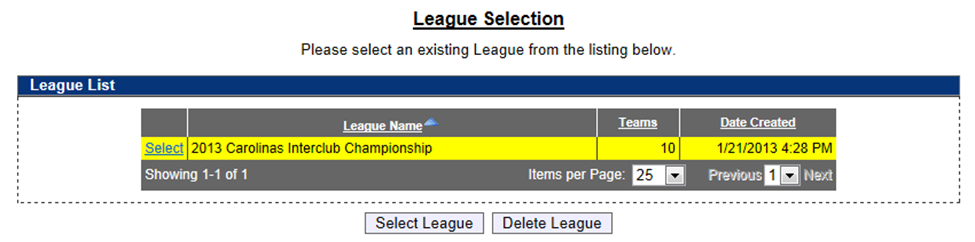 League Selection
Please select an existing League from the listing below.
League List
League Name Teams Date Created
Select 2013 Carolinas Interclub Championship 10 1/21/2013 4:28 PM
Showing 1-1 of 1 Items per Page: 25 Previous 1 Next
Select League Delete League